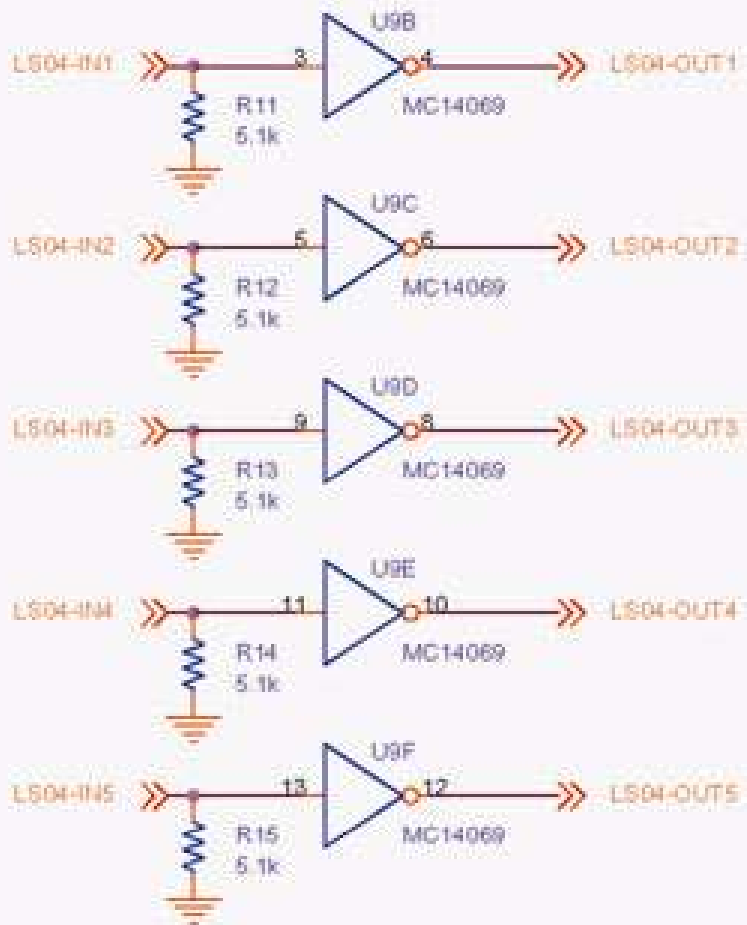 U9B
LS04-IN1 3 4 LS04-OUT1
R11 MC14069
5.1k
U9C
LS04-IN2 5 6 LS04-OUT2
R12 MC14069
5.1k
U9D
LS04-IN3 9 8 LS04-OUT3
R13 MC14069
5.1k
U9E
LS04-IN4 11 10 LS04-OUT4
R14 MC14069
5.1k
U9F
LS04-IN5 13 12 LS04-OUT5
R15 MC14069
5.1k